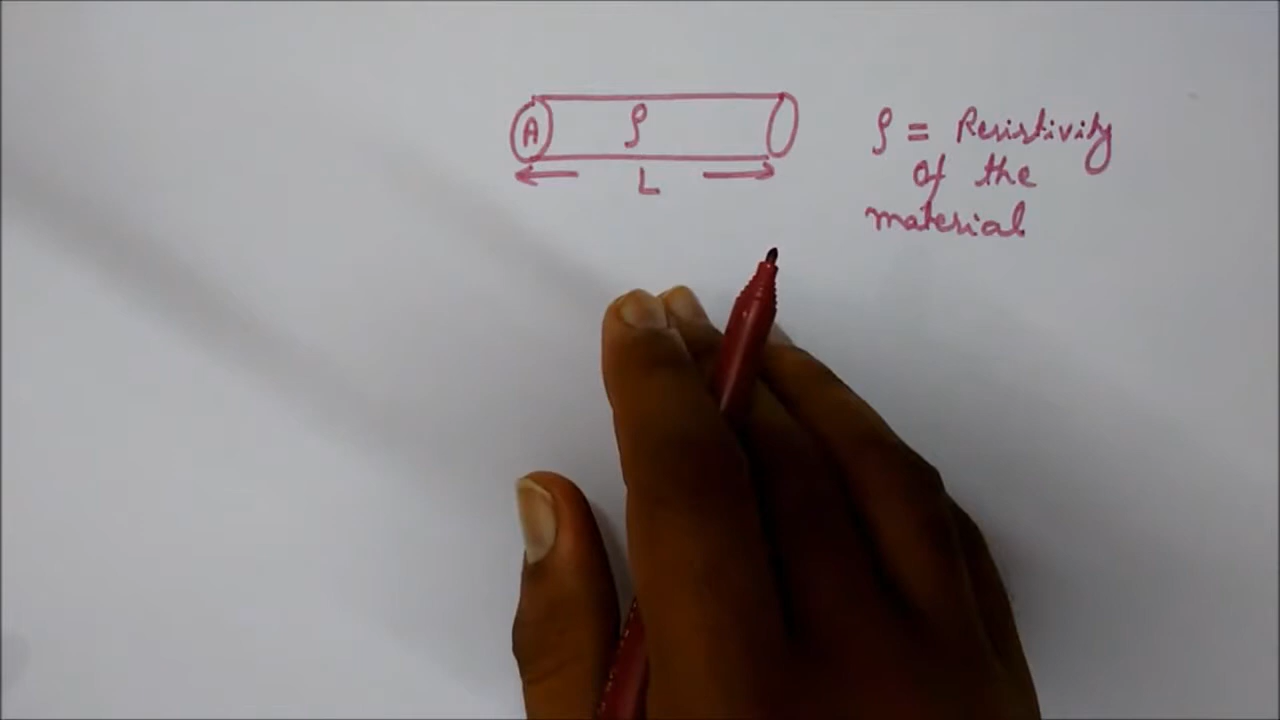 A ρ
L
ρ = Resistivity
of the
material